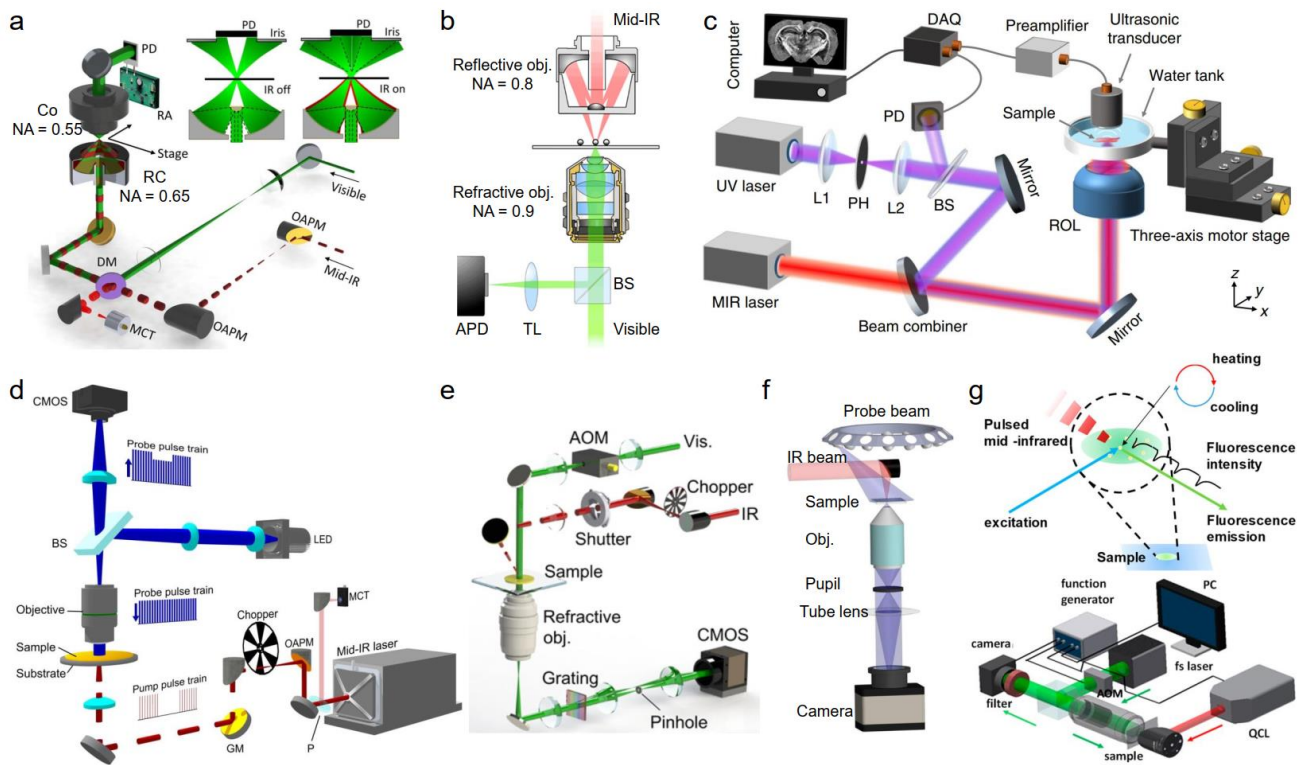 a
PD
Iris
PD
Iris
PD
IR off
IR on
Co
NA = 0.55
RA
Stage
RC
NA = 0.65
Visible
OAPM
DM
Mid-IR
MCT
OAPM
b
Mid-IR
Reflective obj.
NA = 0.8
Refractive obj.
NA = 0.9
BS
APD
TL
Visible
c
Computer
DAQ
Preamplifier
Ultrasonic
transducer
Water tank
Sample
PD
UV laser
L1
PH
L2
BS
Mirror
ROL
Three-axis motor stage
MIR laser
Beam combiner
Mirror
z
y
x
d
CMOS
Probe pulse train
BS
LED
Objective
Probe pulse train
Sample
Substrate
Chopper
OAPM
MCT
Mid-IR laser
Pump pulse train
GM
P
e
AOM
Vis.
Chopper
IR
Shutter
Sample
Refractive
obj.
CMOS
Grating
Pinhole
f
Probe beam
IR beam
Sample
Obj.
Pupil
Tube lens
Camera
g
heating
cooling
Pulsed
mid -infrared
Fluorescence
intensity
excitation
Fluorescence
emission
Sample
function
generator
PC
camera
fs laser
AOM
filter
sample
QCL